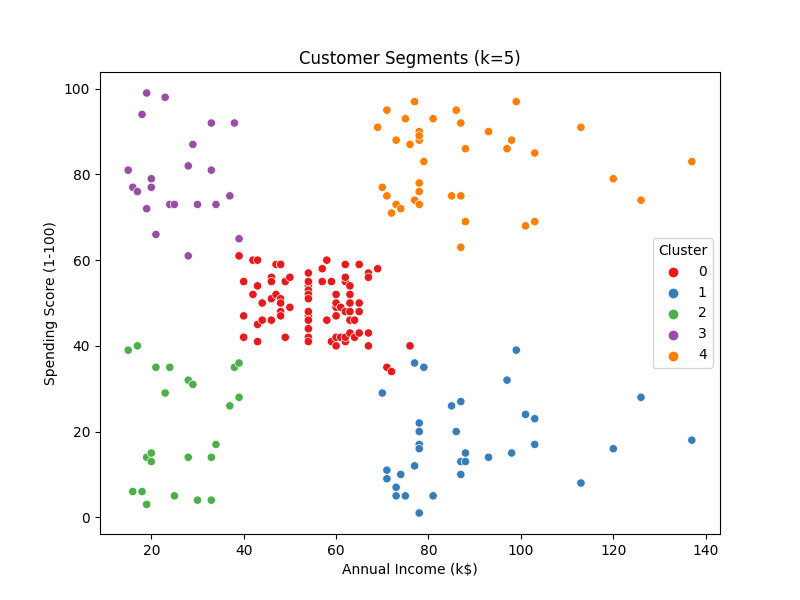 Customer Segments (k=5)
100
80
60
40
20
0
Spending Score (1-100)
Cluster
0
1
2
3
4
20 40 60 80 100 120 140
Annual Income (k$)